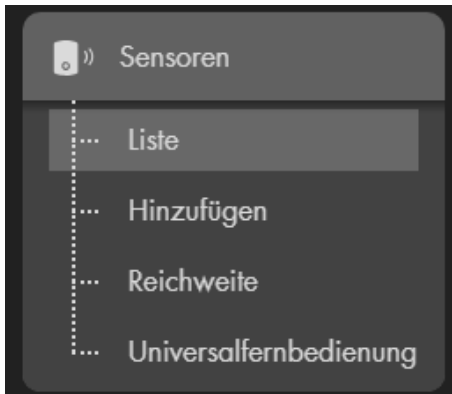 Sensoren
Liste
Hinzufügen
Reichweite
Universalfernbedienung